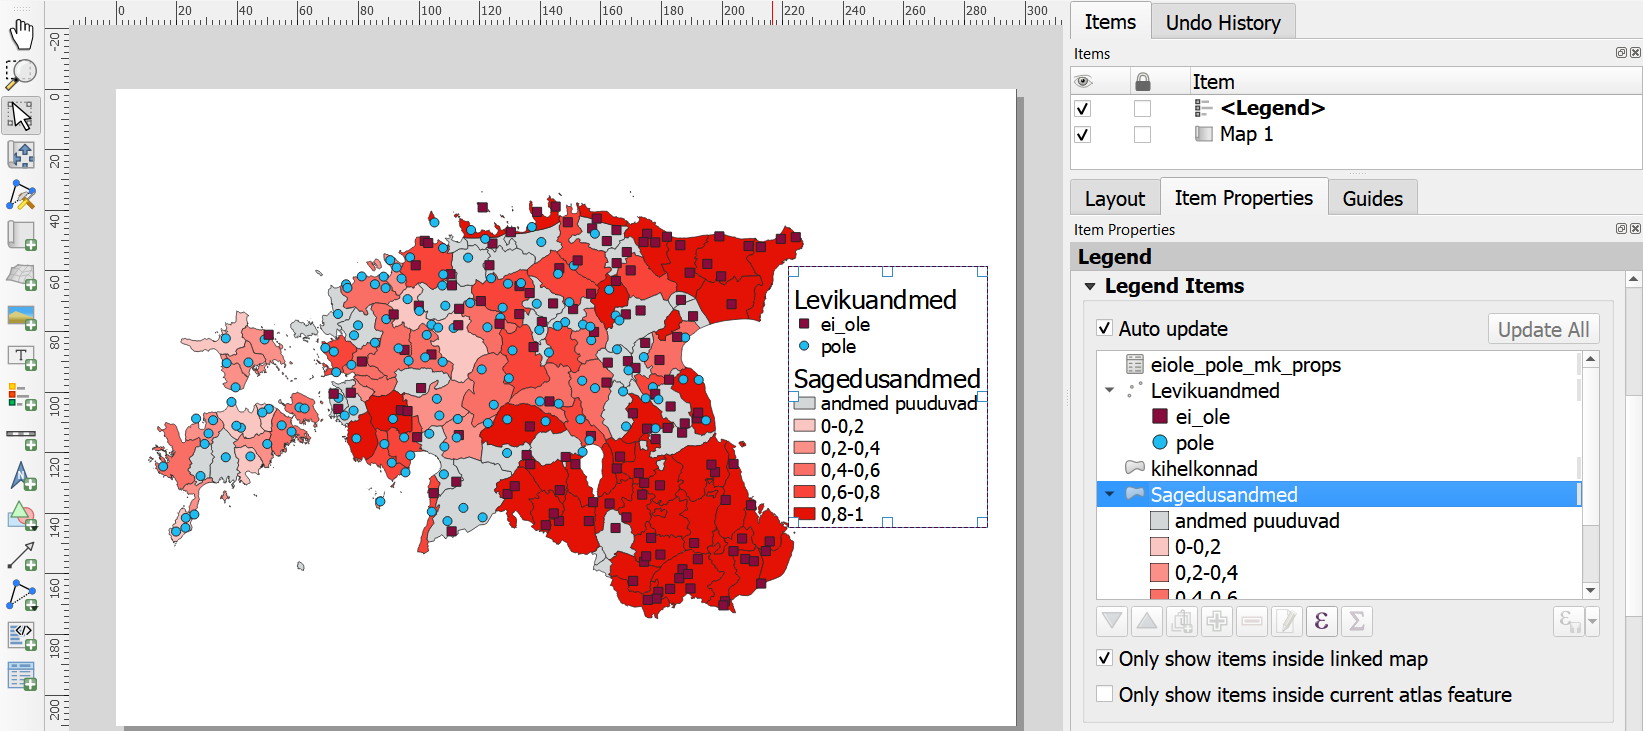 0 20 40 60 80 100 120 140 160 180 200 220 240 260 280 300
-20
0
20
40
60
80
100
120
140
160
180
200
Levikuandmed
ei_ole
pole
Sagedusandmed
andmed puuduvad
0-0,2
0,2-0,4
0,4-0,6
0,6-0,8
0,8-1
Items Undo History
Items
Item
<Legend>
Map 1
Layout Item Properties Guides
Item Properties
Legend
Legend Items
Auto update Update All
eiole_pole_mk_props
Levikuandmed
ei_ole
pole
kihelkonnad
Sagedusandmed
andmed puuduvad
0-0,2
0,2-0,4
0,4-0,6
ε Σ ε
Only show items inside linked map
Only show items inside current atlas feature